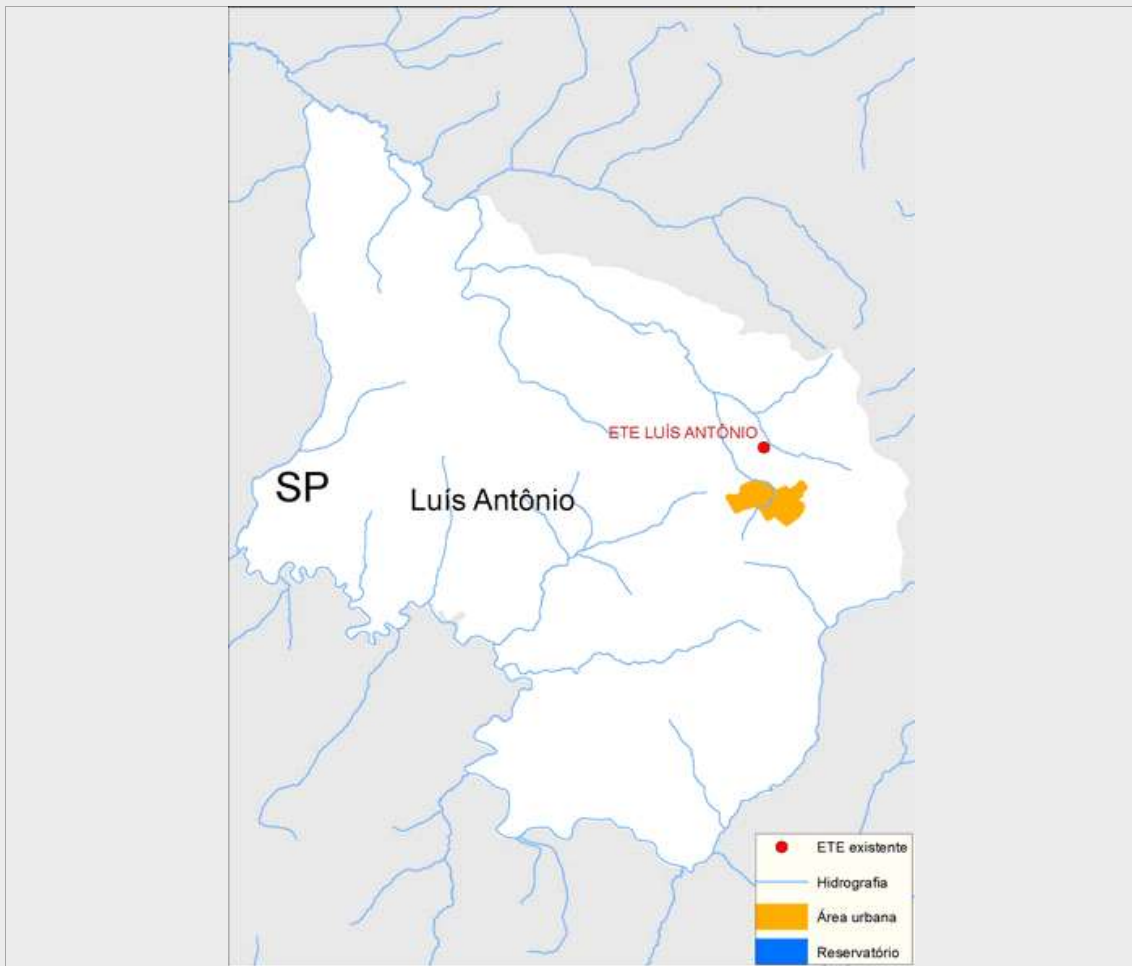 ETE LUÍS ANTÔNIO
SP
Luís Antônio
ETE existente
Hidrografia
Área urbana
Reservatório